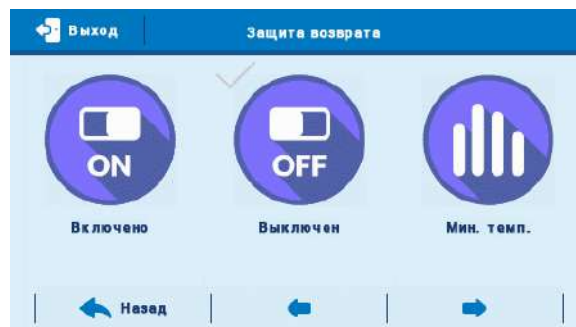 Выход
Защита возврата
ON
OFF
Включено
Выключен
Мин. темп.
Назад